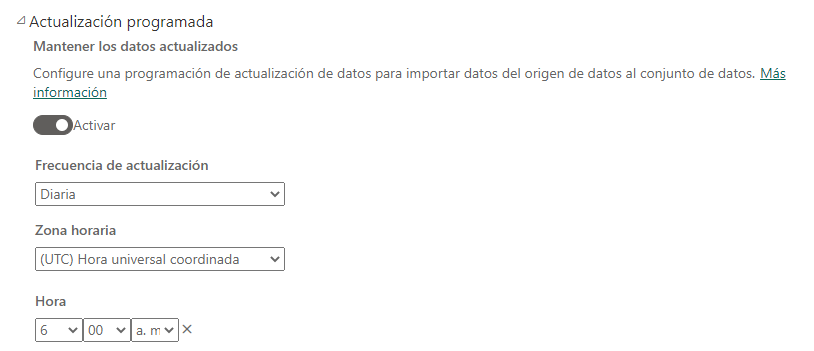 Actualización programada
Mantener los datos actualizados
Configure una programación de actualización de datos para importar datos del origen de datos al conjunto de datos. Más
información
Activar
Frecuencia de actualización
Diaria
Zona horaria
(UTC) Hora universal coordinada
Hora
6 00 a. m